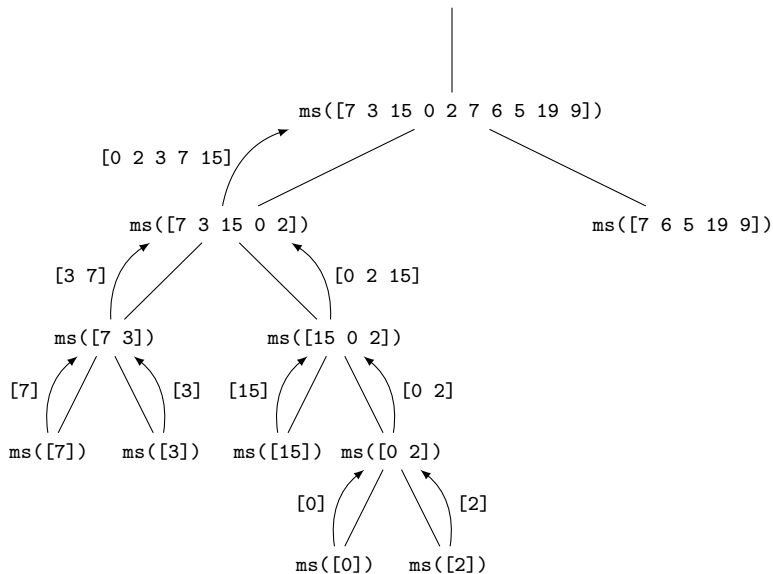 ms([7 3 15 0 2 7 6 5 19 9])
[0 2 3 7 15]
ms([7 3 15 0 2])
ms([7 6 5 19 9])
[3 7]
[0 2 15]
ms([7 3])
ms([15 0 2])
[7]
[3]
[15]
[0 2]
ms([7])
ms([3])
ms([15])
ms([0 2])
[0]
[2]
ms([0])
ms([2])